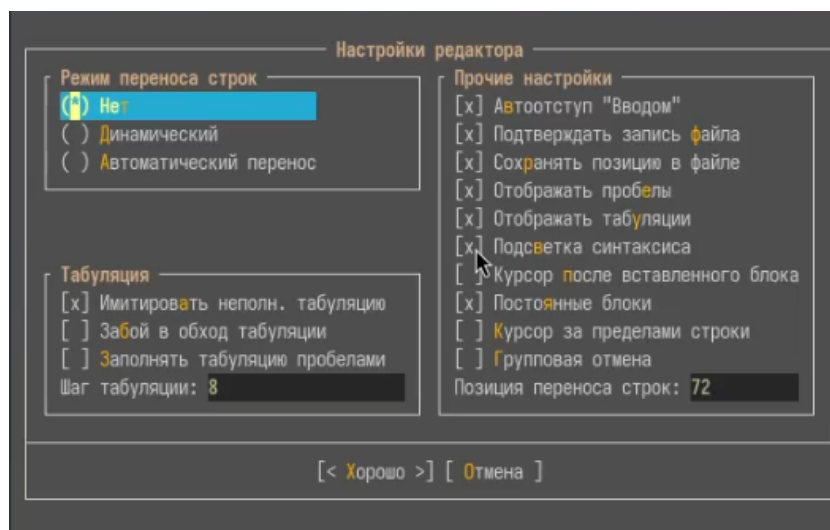 Настройки редактора
Режим переноса строк
(*) Нет
( ) Динамический
( ) Автоматический перенос
Табуляция
[x] Имитировать неполн. табуляцию
[ ] Забой в обход табуляции
[ ] Заполнять табуляцию пробелами
Шаг табуляции: 8
Прочие настройки
[x] Автоотступ "Вводом"
[x] Подтверждать запись файла
[x] Сохранять позицию в файле
[x] Отображать пробелы
[x] Отображать табуляции
[x] Подсветка синтаксиса
[ ] Курсор после вставленного блока
[x] Постоянные блоки
[ ] Курсор за пределами строки
[ ] Групповая отмена
Позиция переноса строк: 72
[< Хорошо >] [ Отмена ]